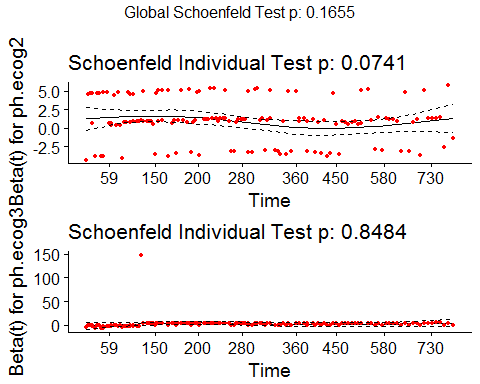 Global Schoenfeld Test p: 0.1655
Schoenfeld Individual Test p: 0.0741
Beta(t) for ph.ecog2
5.0
2.5
0.0
-2.5
59 150 200 280 360 450 580 730
Time
Schoenfeld Individual Test p: 0.8484
Beta(t) for ph.ecog3
150
100
50
0
59 150 200 280 360 450 580 730
Time